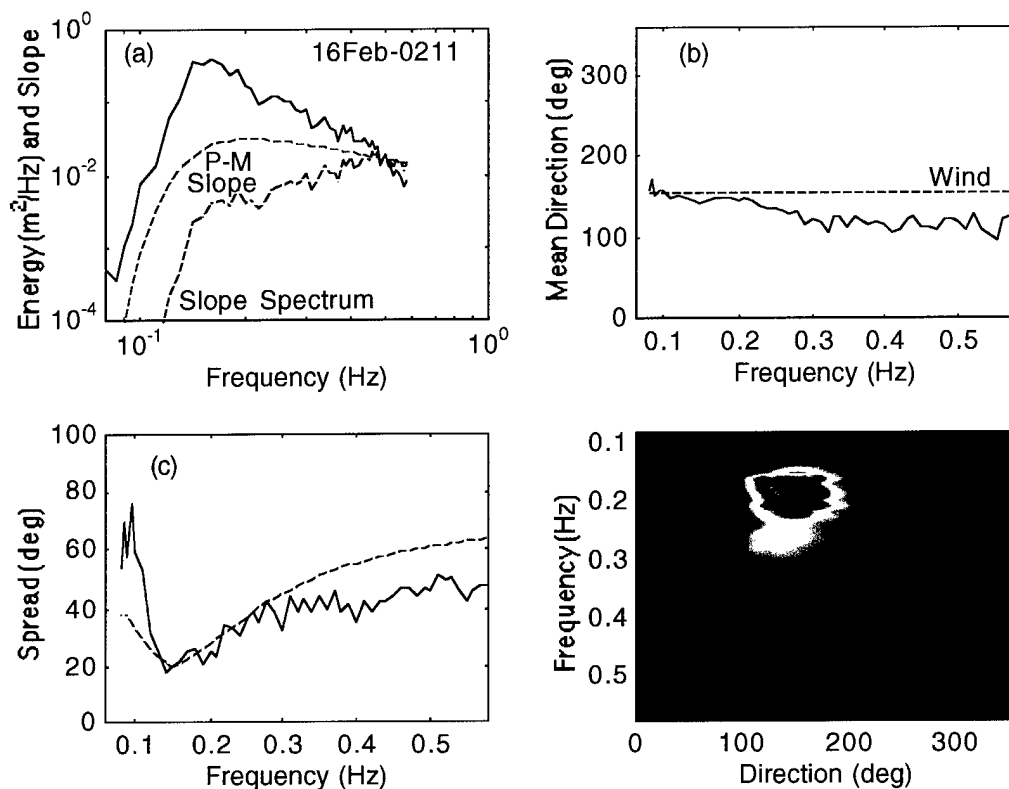 (a)
16Feb-0211
Energy(m²/Hz) and Slope
10⁰
10⁻²
10⁻⁴
P-M
Slope
Slope Spectrum
10⁻¹
10⁰
Frequency (Hz)
(b)
Mean Direction(deg)
300
200
100
0
Wind
0.1 0.2 0.3 0.4 0.5
Frequency (Hz)
(c)
Spread(deg)
100
80
60
40
20
0
0.1 0.2 0.3 0.4 0.5
Frequency (Hz)
Frequency(Hz)
0.1
0.2
0.3
0.4
0.5
0 100 200 300
Direction (deg)